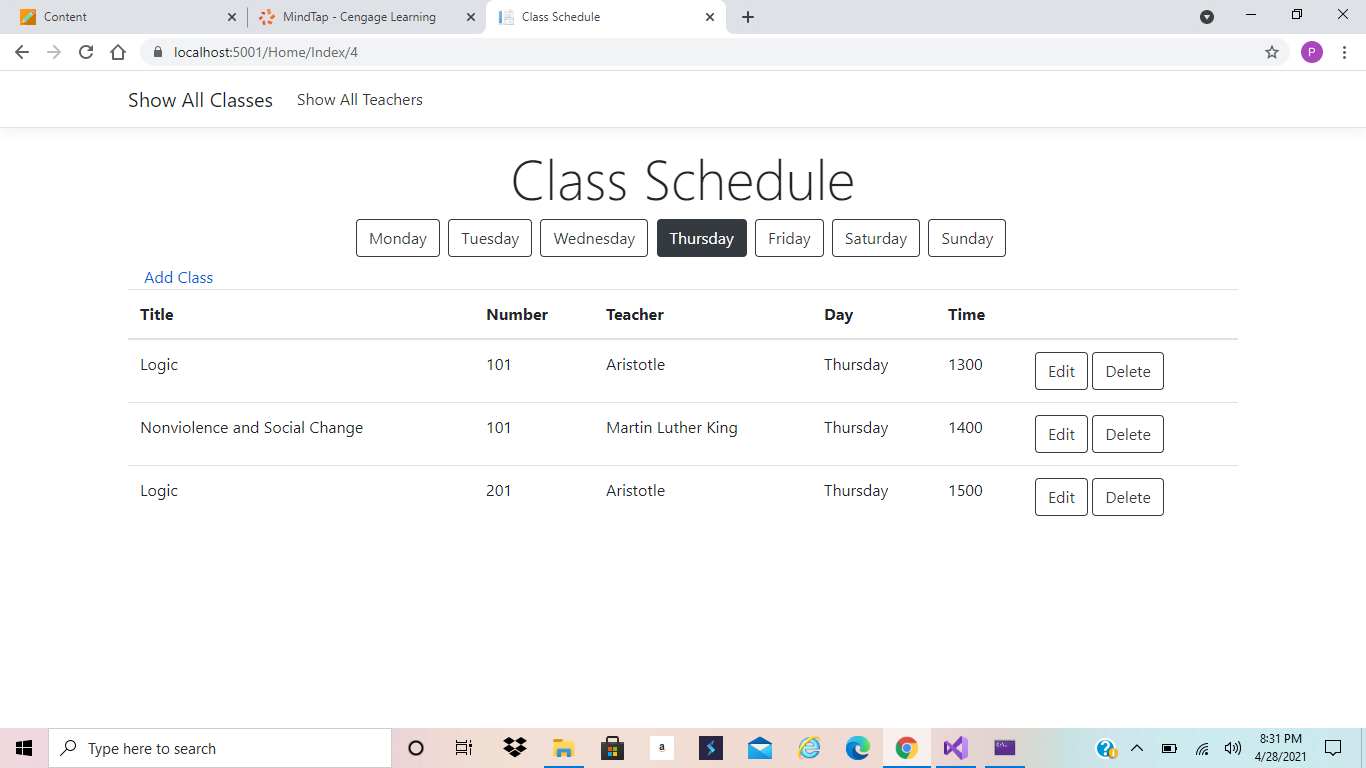 Content
MindTap - Cengage Learning
Class Schedule
localhost:5001/Home/Index/4
P
Show All Classes Show All Teachers
Class Schedule
Monday Tuesday Wednesday Thursday Friday Saturday Sunday
Add Class
Title Number Teacher Day Time
Logic 101 Aristotle Thursday 1300 Edit Delete
Nonviolence and Social Change 101 Martin Luther King Thursday 1400 Edit Delete
Logic 201 Aristotle Thursday 1500 Edit Delete
Type here to search
a
8:31 PM
4/28/2021